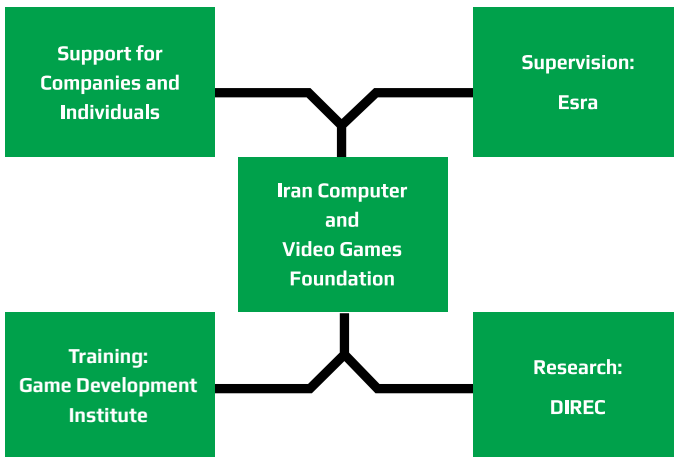 Support for
Companies and
Individuals
Supervision:
Esra
Iran Computer
and
Video Games
Foundation
Training:
Game Development
Institute
Research:
DIREC